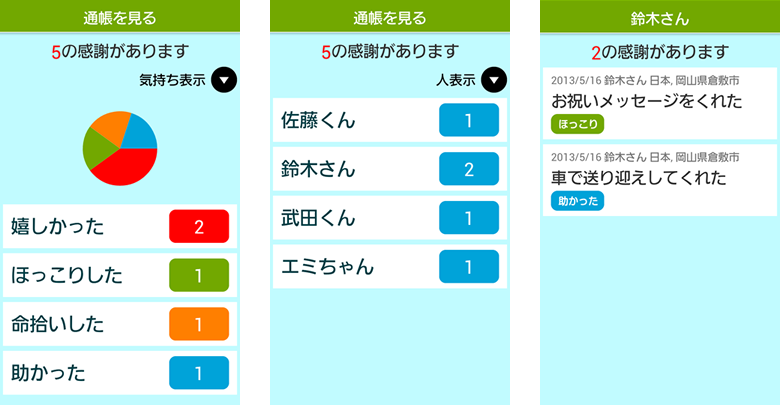 通帳を見る
5の感謝があります
気持ち表示
嬉しかった 2
ほっこりした 1
命拾いした 1
助かった 1
通帳を見る
5の感謝があります
人表示
佐藤くん 1
鈴木さん 2
武田くん 1
エミちゃん 1
鈴木さん
2の感謝があります
2013/5/16 鈴木さん 日本, 岡山県倉敷市
お祝いメッセージをくれた
ほっこり
2013/5/16 鈴木さん 日本, 岡山県倉敷市
車で送り迎えしてくれた
助かった